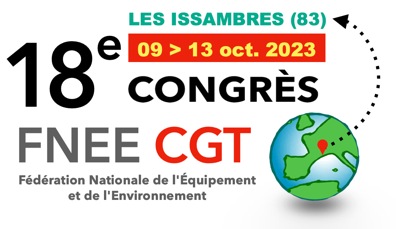 LES ISSAMBRES (83)
09 > 13 oct. 2023
18e CONGRÈS
FNEE CGT
Fédération Nationale de l'Équipement
et de l'Environnement